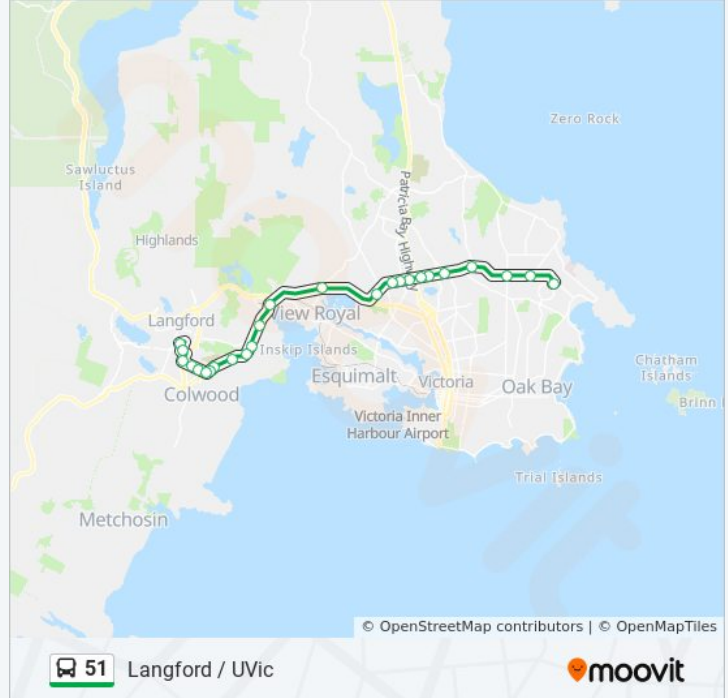 Zero Rock
Sawluctus
Island
Patricia Bay Highway
Highlands
View Royal
Langford
Inskip Islands
Chatham
Islands
Esquimalt
Victoria
Oak Bay
Colwood
Brinn I
Victoria Inner
Harbour Airport
Trial Islands
Metchosin
© OpenStreetMap contributors | © OpenMapTiles
51 Langford / UVic
moovit